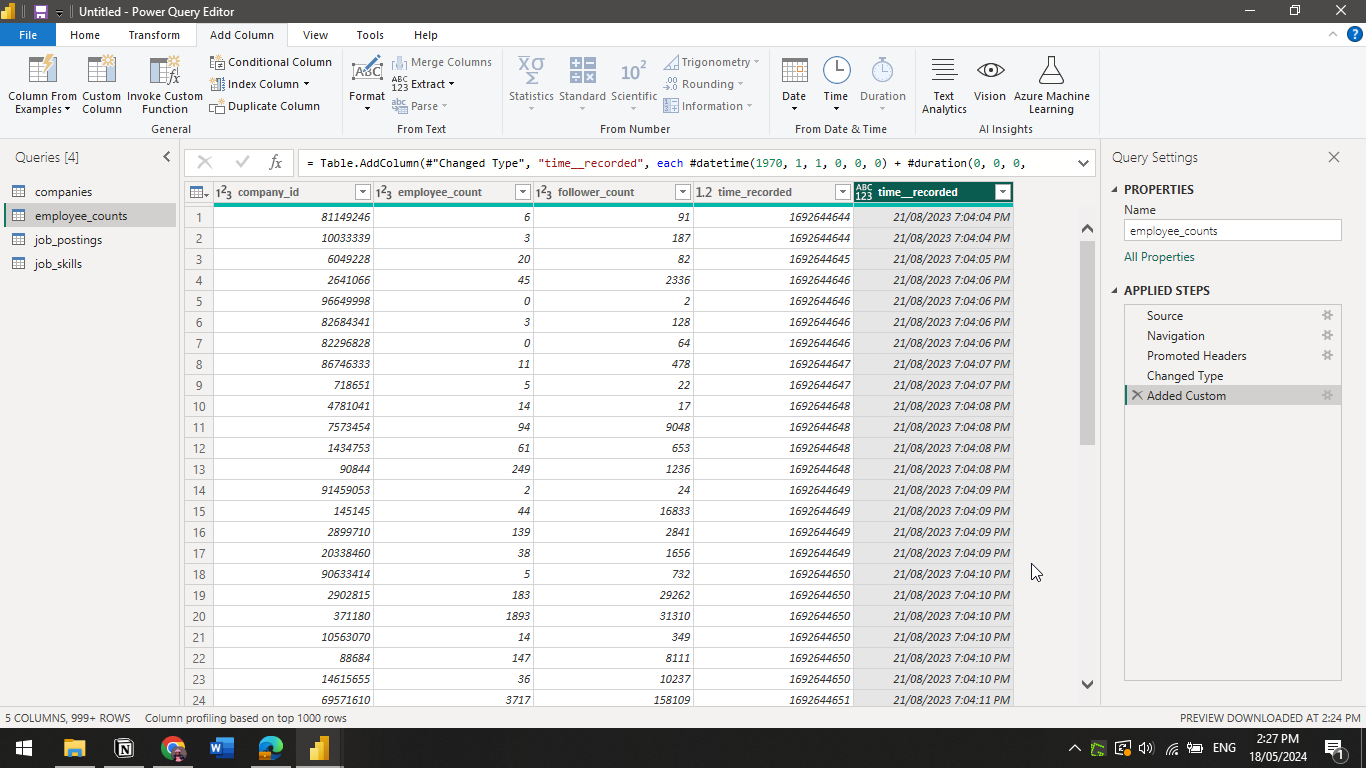 Untitled - Power Query Editor
File Home Transform Add Column View Tools Help
Column From Examples
Custom Column
Invoke Custom Function
Conditional Column
Index Column
Duplicate Column
General
ABC
Format
Merge Columns
ABC 123 Extract
abc Parse
From Text
XΣσ
Statistics
Standard
10² Scientific
Trigonometry
.00 Rounding
Information
From Number
Date
Time
Duration
From Date & Time
Text Analytics
Vision
Azure Machine Learning
AI Insights
Queries [4]
companies
employee_counts
job_postings
job_skills
fx = Table.AddColumn(#"Changed Type", "time__recorded", each #datetime(1970, 1, 1, 0, 0, 0) + #duration(0, 0, 0,
1²3 company_id 1²3 employee_count 1²3 follower_count 1.2 time_recorded ABC 123 time__recorded
1 81149246 6 91 1692644644 21/08/2023 7:04:04 PM
2 10033339 3 187 1692644644 21/08/2023 7:04:04 PM
3 6049228 20 82 1692644645 21/08/2023 7:04:05 PM
4 2641066 45 2336 1692644646 21/08/2023 7:04:06 PM
5 96649998 0 2 1692644646 21/08/2023 7:04:06 PM
6 82684341 3 128 1692644646 21/08/2023 7:04:06 PM
7 82296828 0 64 1692644646 21/08/2023 7:04:06 PM
8 86746333 11 478 1692644647 21/08/2023 7:04:07 PM
9 718651 5 22 1692644647 21/08/2023 7:04:07 PM
10 4781041 14 17 1692644648 21/08/2023 7:04:08 PM
11 7573454 94 9048 1692644648 21/08/2023 7:04:08 PM
12 1434753 61 653 1692644648 21/08/2023 7:04:08 PM
13 90844 249 1236 1692644648 21/08/2023 7:04:08 PM
14 91459053 2 24 1692644649 21/08/2023 7:04:09 PM
15 145145 44 16833 1692644649 21/08/2023 7:04:09 PM
16 2899710 139 2841 1692644649 21/08/2023 7:04:09 PM
17 20338460 38 1656 1692644649 21/08/2023 7:04:09 PM
18 90633414 5 732 1692644650 21/08/2023 7:04:10 PM
19 2902815 183 29262 1692644650 21/08/2023 7:04:10 PM
20 371180 1893 31310 1692644650 21/08/2023 7:04:10 PM
21 10563070 14 349 1692644650 21/08/2023 7:04:10 PM
22 88684 147 8111 1692644650 21/08/2023 7:04:10 PM
23 14615655 36 10237 1692644650 21/08/2023 7:04:10 PM
24 69571610 3717 158109 1692644651 21/08/2023 7:04:11 PM
Query Settings
PROPERTIES
Name
employee_counts
All Properties
APPLIED STEPS
Source
Navigation
Promoted Headers
Changed Type
Added Custom
5 COLUMNS, 999+ ROWS Column profiling based on top 1000 rows PREVIEW DOWNLOADED AT 2:24 PM
ENG
2:27 PM
18/05/2024
1